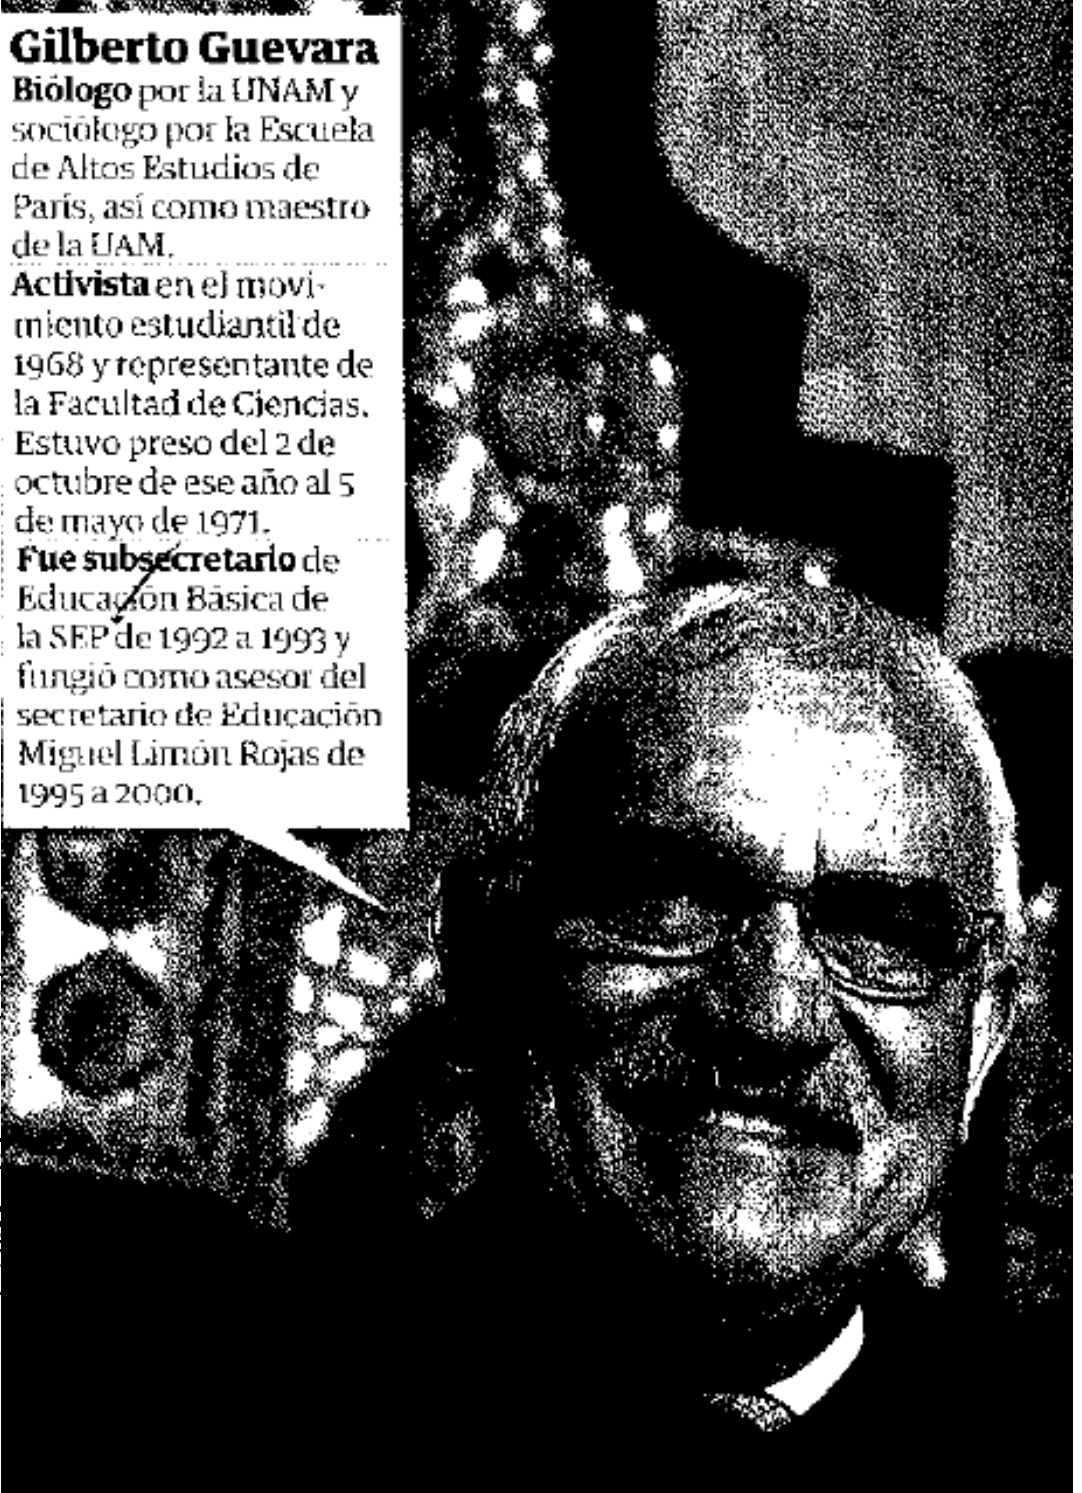 Gilberto Guevara
Biólogo por la UNAM y
sociólogo por la Escuela
de Altos Estudios de
París, así como maestro
de la UAM.
Activista en el movi-
miento estudiantil de
1968 y representante de
la Facultad de Ciencias.
Estuvo preso del 2 de
octubre de ese año al 5
de mayo de 1971.
Fue subsecretario de
Educación Básica de
la SEP de 1992 a 1993 y
fungió como asesor del
secretario de Educación
Miguel Limón Rojas de
1995 a 2000.